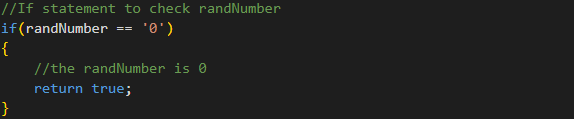 //If statement to check randNumber
if(randNumber == '0')
{
    //the randNumber is 0
    return true;
}